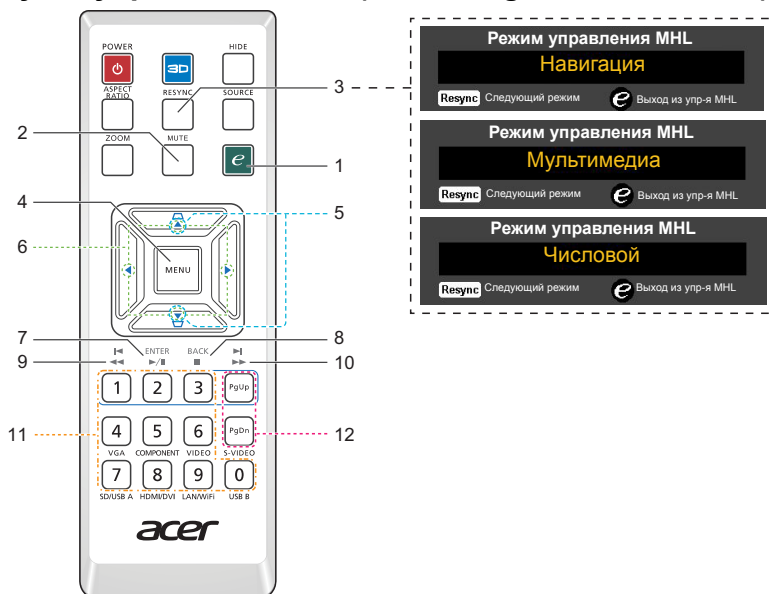 POWER
3D
HIDE
ASPECT RATIO
RESYNC
SOURCE
3
ZOOM
MUTE
2
e
1
4
5
6
MENU
7
8
ENTER
BACK
9
10
1
2
3
PgUp
4
5
6
PgDn
11
12
VGA
COMPONENT
VIDEO
S-VIDEO
7
8
9
0
SD/USB A
HDMI/DVI
LAN/WiFi
USB B
acer
Режим управления MHL
Навигация
Resync Следующий режим e Выход из упр-я MHL
Режим управления MHL
Мультимедиа
Resync Следующий режим e Выход из упр-я MHL
Режим управления MHL
Числовой
Resync Следующий режим e Выход из упр-я MHL